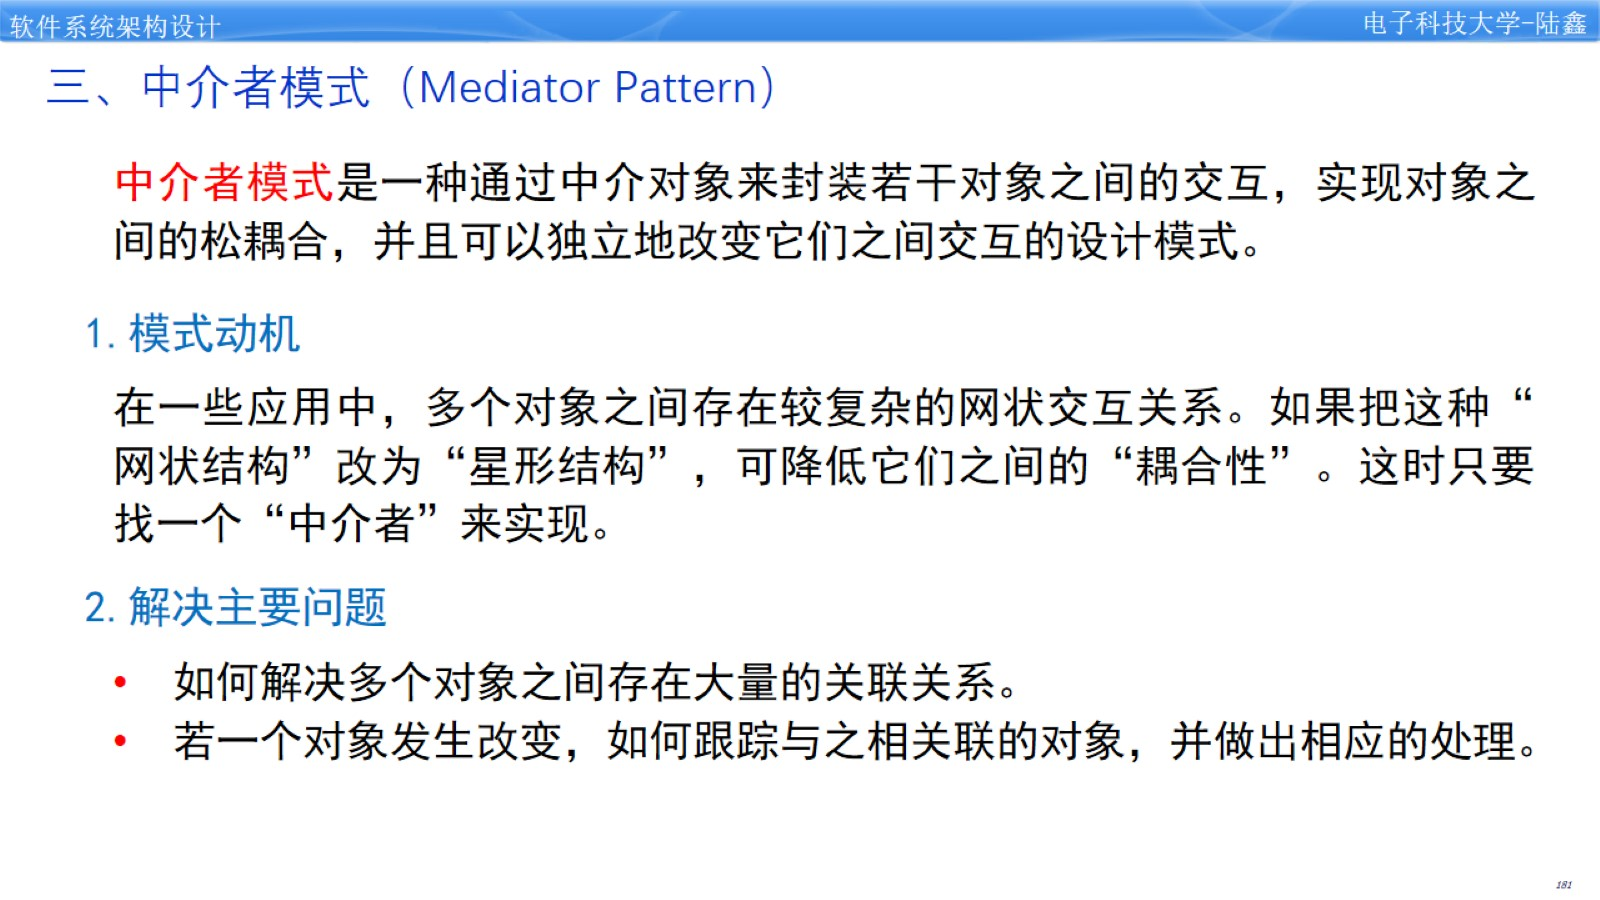 软件系统架构设计
电子科技大学-陆鑫
三、中介者模式（Mediator Pattern）
中介者模式是一种通过中介对象来封装若干对象之间的交互，实现对象之
间的松耦合，并且可以独立地改变它们之间交互的设计模式。
1.模式动机
在一些应用中，多个对象之间存在较复杂的网状交互关系。如果把这种“
网状结构”改为“星形结构”，可降低它们之间的“耦合性”。这时只要
找一个“中介者”来实现。
2.解决主要问题
• 如何解决多个对象之间存在大量的关联关系。
• 若一个对象发生改变，如何跟踪与之相关联的对象，并做出相应的处理。
181